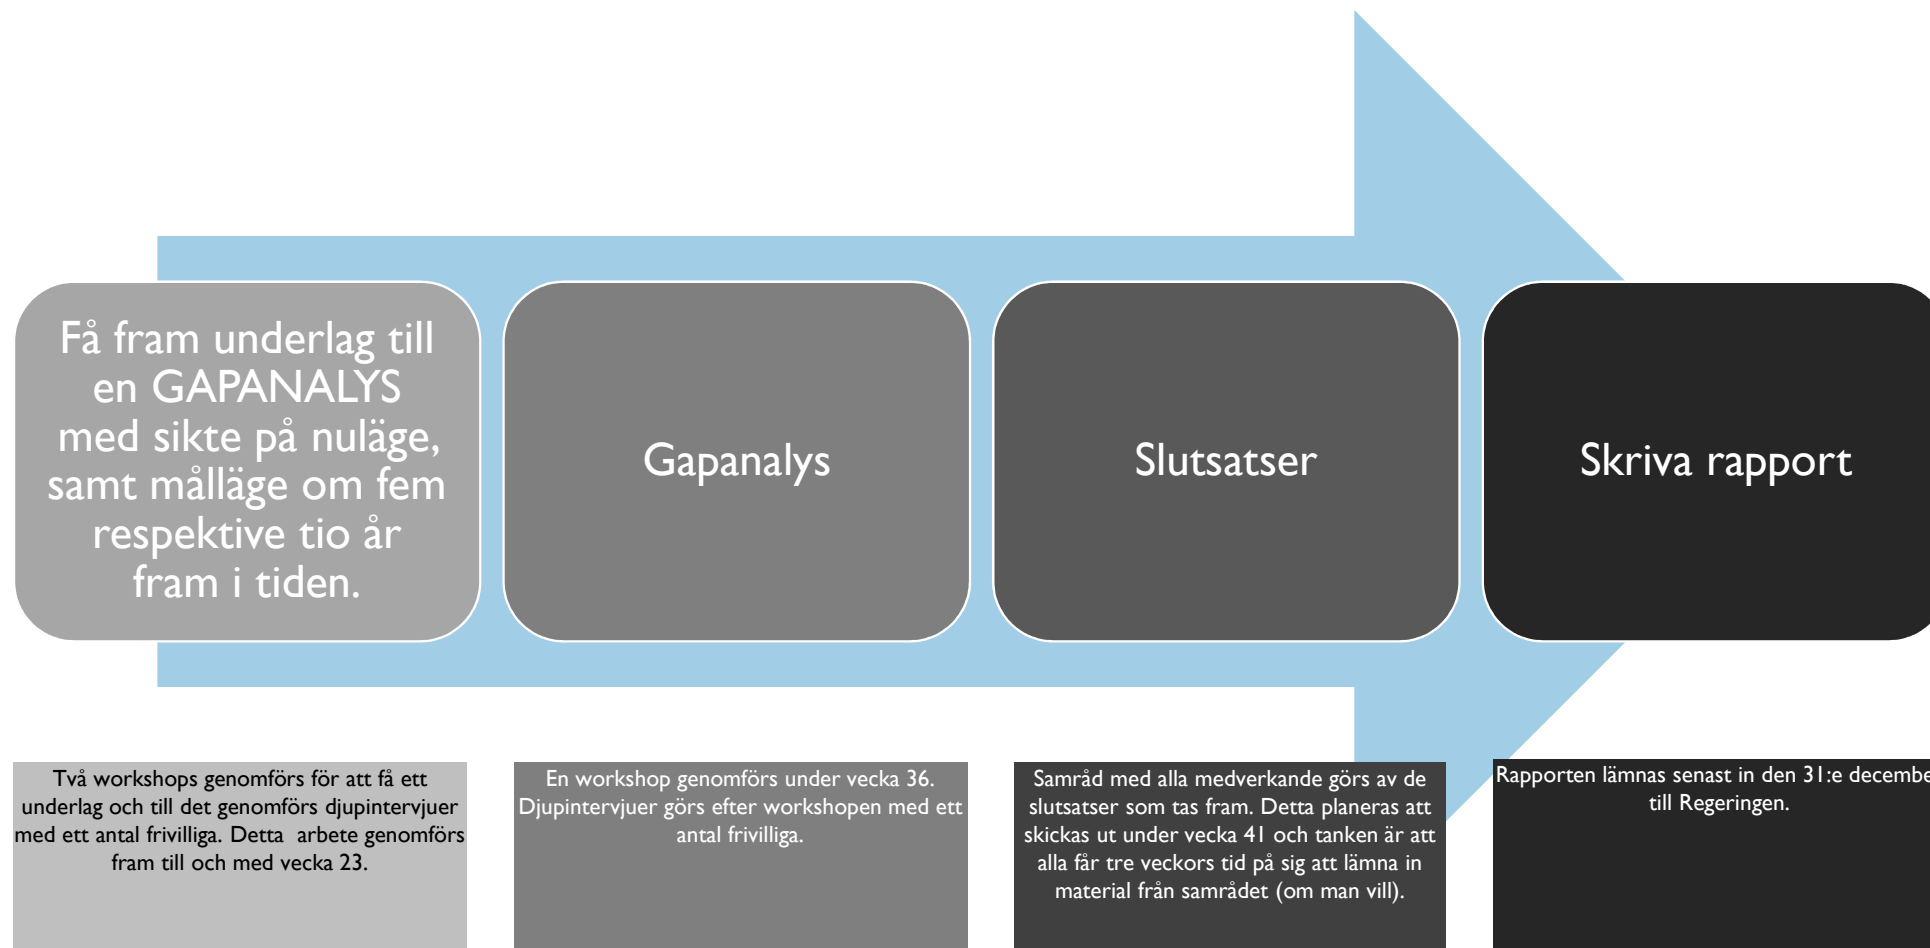 Få fram underlag till
en GAPANALYS
med sikte på nuläge,
samt målläge om fem
respektive tio år
fram i tiden.
Gapanalys
Slutsatser
Skriva rapport
Två workshops genomförs för att få ett
underlag och till det genomförs djupintervjuer
med ett antal frivilliga. Detta  arbete genomförs
fram till och med vecka 23.
En workshop genomförs under vecka 36.
Djupintervjuer görs efter workshopen med ett
antal frivilliga.
Samråd med alla medverkande görs av de
slutsatser som tas fram. Detta planeras att
skickas ut under vecka 41 och tanken är att
alla får tre veckors tid på sig att lämna in
material från samrådet (om man vill).
Rapporten lämnas senast in den 31:e decembe
till Regeringen.